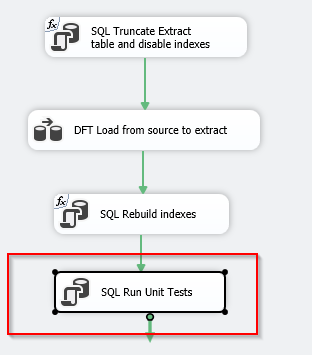 SQL Truncate Extract
table and disable indexes
DFT Load from source to extract
SQL Rebuild indexes
SQL Run Unit Tests